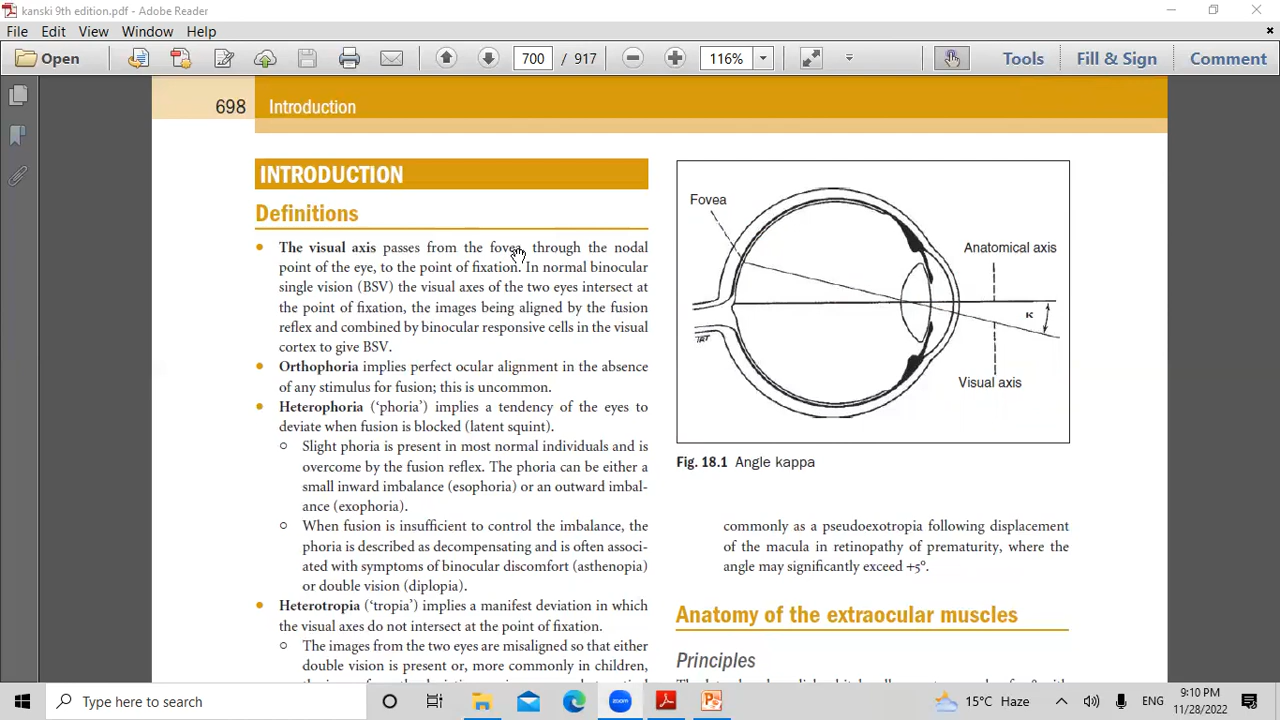 kanski 9th edition.pdf - Adobe Reader
File Edit View Window Help
Open 700 / 917 116% Tools Fill & Sign Comment
698 Introduction
INTRODUCTION
Definitions
• The visual axis passes from the fovea, through the nodal
point of the eye, to the point of fixation. In normal binocular
single vision (BSV) the visual axes of the two eyes intersect at
the point of fixation, the images being aligned by the fusion
reflex and combined by binocular responsive cells in the visual
cortex to give BSV.
• Orthophoria implies perfect ocular alignment in the absence
of any stimulus for fusion; this is uncommon.
• Heterophoria (‘phoria’) implies a tendency of the eyes to
deviate when fusion is blocked (latent squint).
○ Slight phoria is present in most normal individuals and is
overcome by the fusion reflex. The phoria can be either a
small inward imbalance (esophoria) or an outward imbal-
ance (exophoria).
○ When fusion is insufficient to control the imbalance, the
phoria is described as decompensating and is often associ-
ated with symptoms of binocular discomfort (asthenopia)
or double vision (diplopia).
• Heterotropia (‘tropia’) implies a manifest deviation in which
the visual axes do not intersect at the point of fixation.
○ The images from the two eyes are misaligned so that either
double vision is present or, more commonly in children,
Fovea
Anatomical axis
κ
Visual axis
Fig. 18.1 Angle kappa
commonly as a pseudoexotropia following displacement
of the macula in retinopathy of prematurity, where the
angle may significantly exceed +5°.
Anatomy of the extraocular muscles
Principles
Type here to search
zoom
15°C Haze
ENG
9:10 PM
11/28/2022